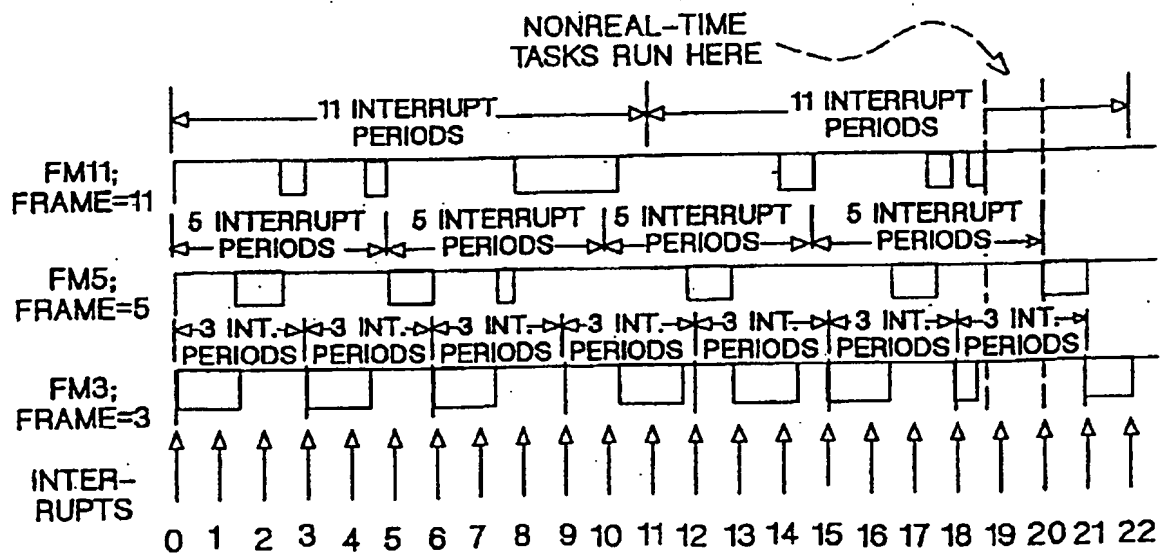 NONREAL-TIME
TASKS RUN HERE
11 INTERRUPT
PERIODS
11 INTERRUPT
PERIODS
FM11;
FRAME=11
5 INTERRUPT
PERIODS
5 INTERRUPT
PERIODS
5 INTERRUPT
PERIODS
5 INTERRUPT
PERIODS
FM5;
FRAME=5
3 INT.
PERIODS
3 INT.
PERIODS
3 INT.
PERIODS
3 INT.
PERIODS
3 INT.
PERIODS
3 INT.
PERIODS
3 INT.
PERIODS
FM3;
FRAME=3
INTER-
RUPTS
0 1 2 3 4 5 6 7 8 9 10 11 12 13 14 15 16 17 18 19 20 21 22